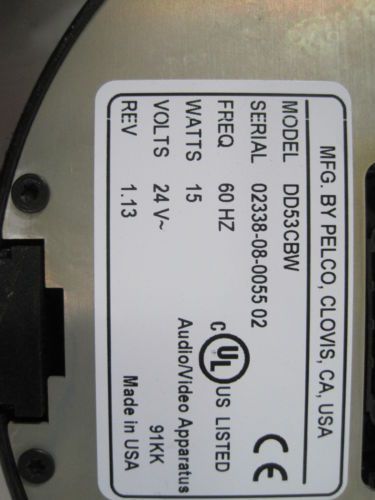 MFG. BY PELCO, CLOVIS, CA, USA
MODEL DD53CBW
SERIAL 02338-08-0055 02
FREQ 60 HZ
WATTS 15
VOLTS 24 V~
REV 1.13
CE
C UL US LISTED
Audio/Video Apparatus
91KK
Made in USA